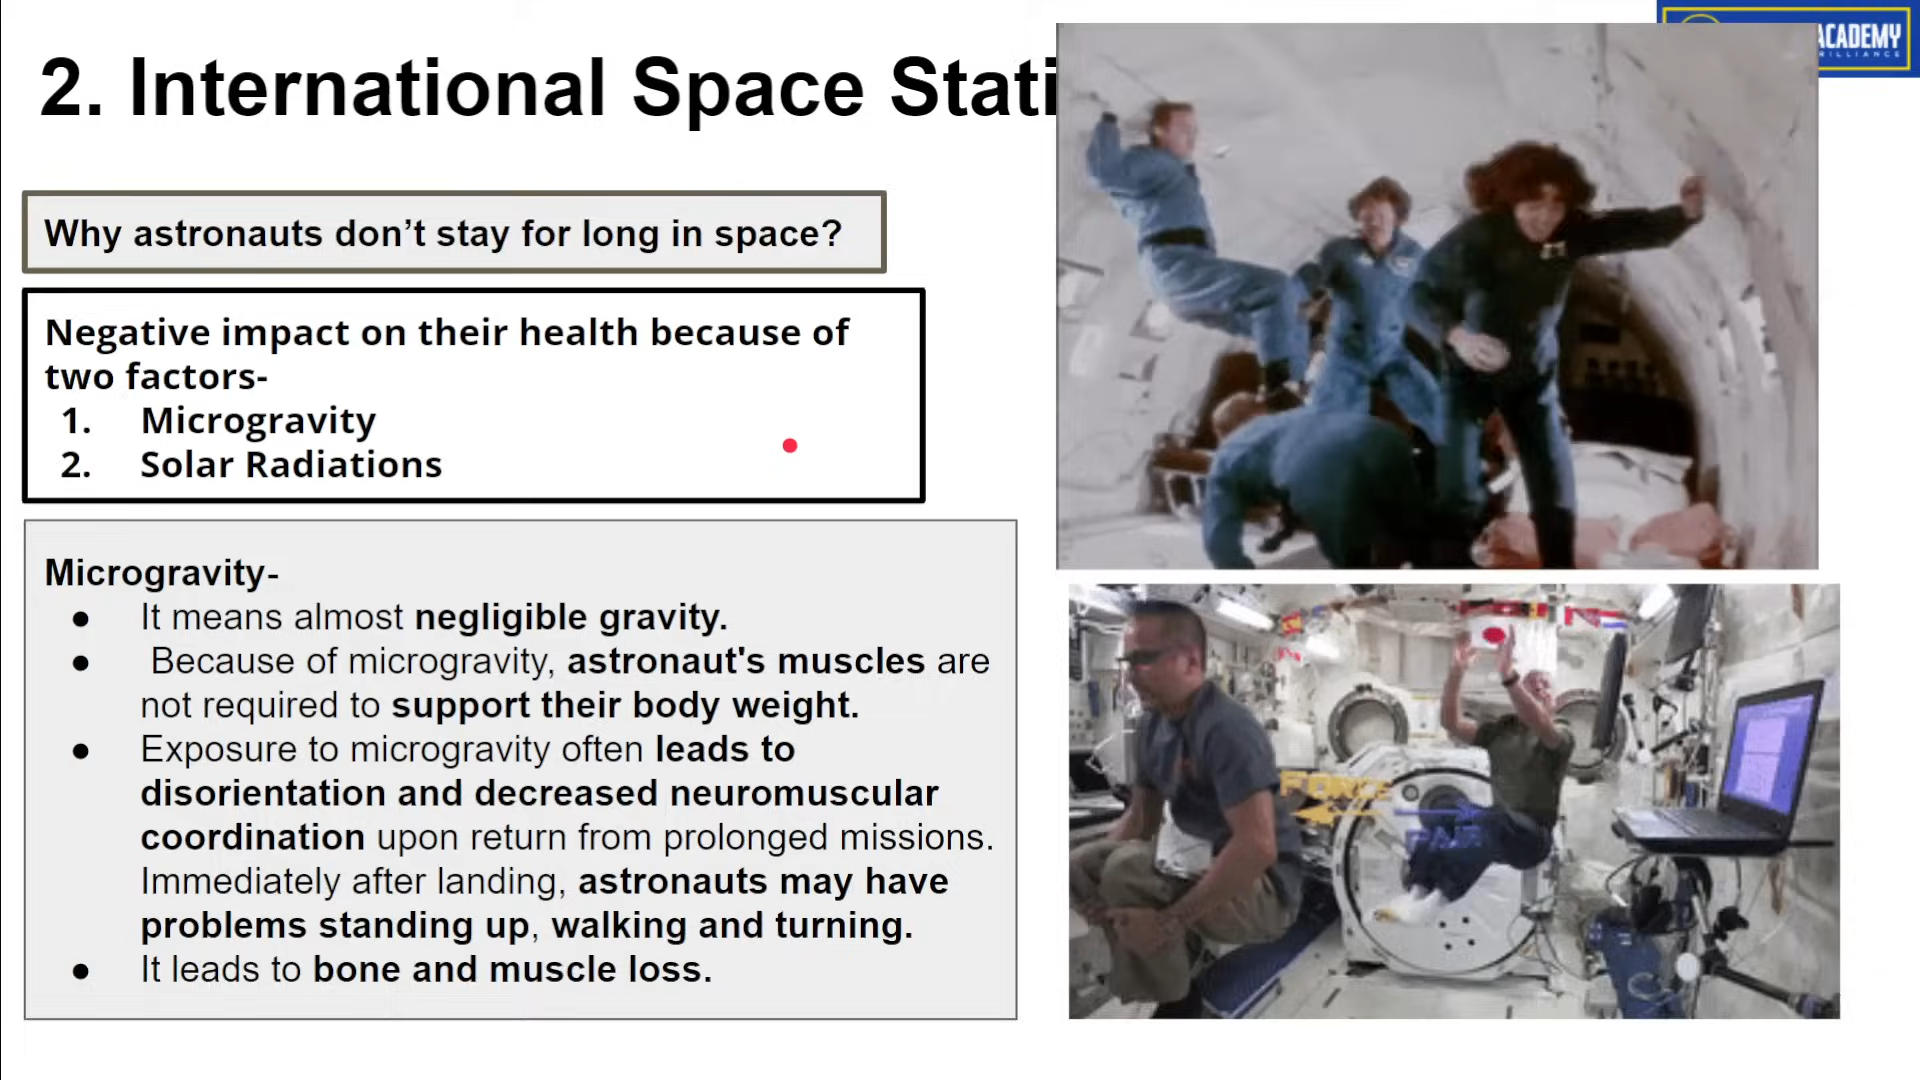 2. International Space Stati
ACADEMY
RILLIANCE
Why astronauts don’t stay for long in space?
Negative impact on their health because of
two factors-
1. Microgravity
2. Solar Radiations
Microgravity-
● It means almost negligible gravity.
● Because of microgravity, astronaut's muscles are
not required to support their body weight.
● Exposure to microgravity often leads to
disorientation and decreased neuromuscular
coordination upon return from prolonged missions.
Immediately after landing, astronauts may have
problems standing up, walking and turning.
● It leads to bone and muscle loss.
FORCE
PAIR